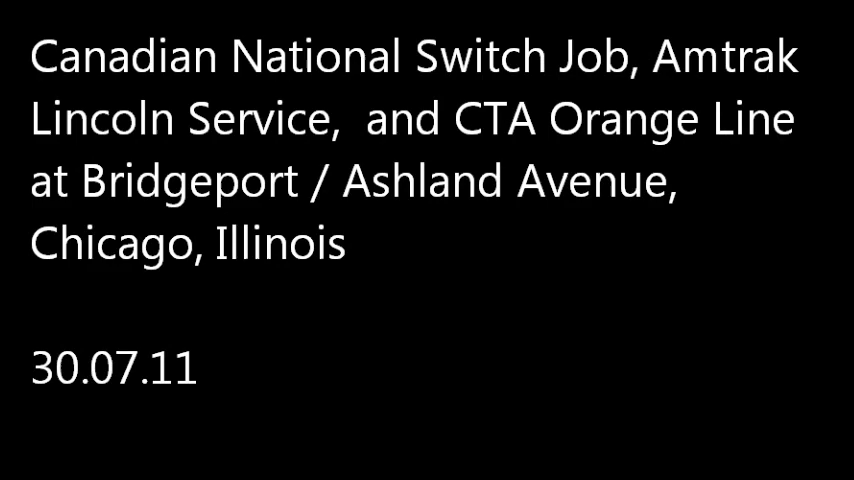 Canadian National Switch Job, Amtrak
Lincoln Service,  and CTA Orange Line
at Bridgeport / Ashland Avenue,
Chicago, Illinois
30.07.11